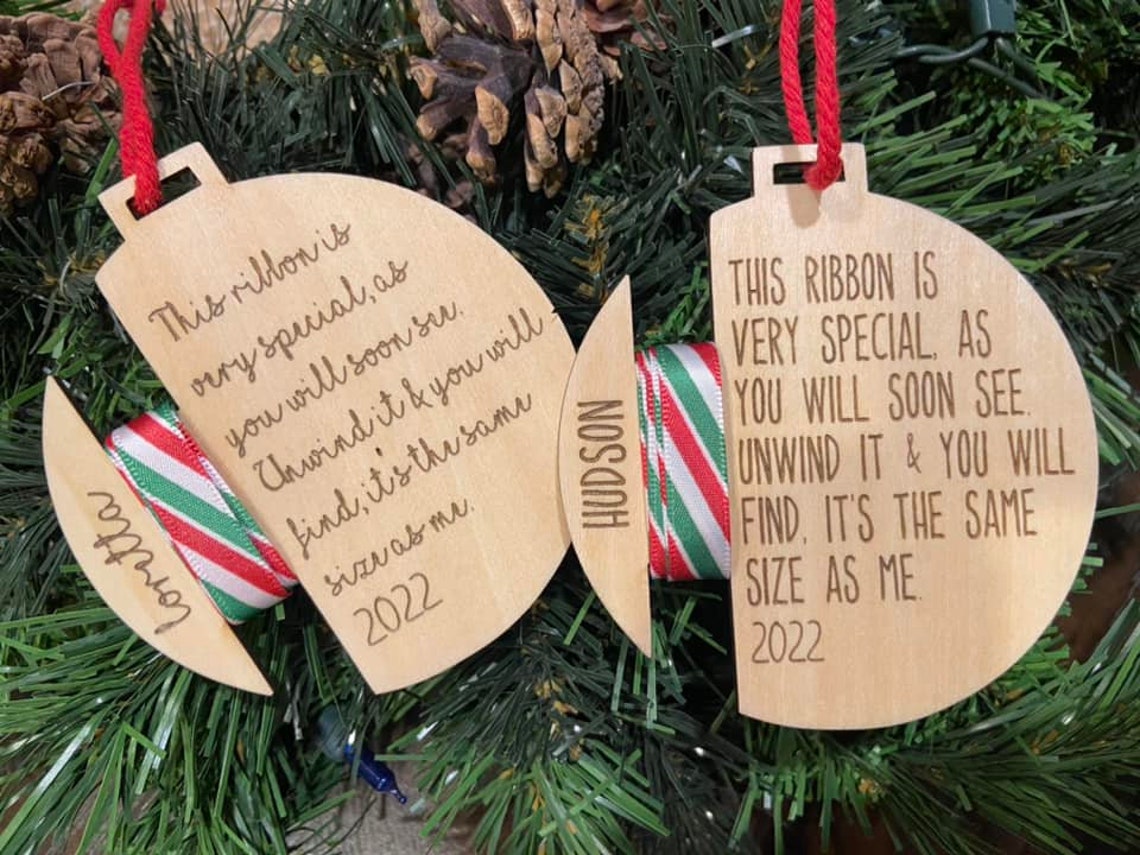 This ribbon is
very special, as
you will soon see.
Unwind it & you will
find, it's the same
size as me.
2022
loretta
HUDSON
THIS RIBBON IS
VERY SPECIAL, AS
YOU WILL SOON SEE.
UNWIND IT & YOU WILL
FIND, IT'S THE SAME
SIZE AS ME.
2022